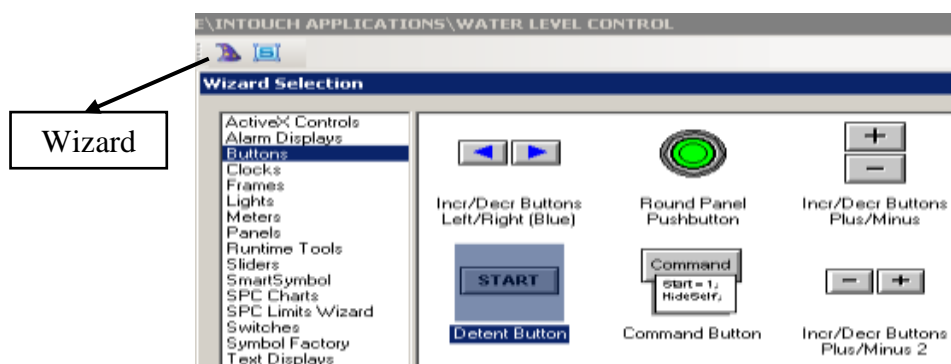 E\INTOUCH APPLICATIONS\WATER LEVEL CONTROL
Wizard Selection
Wizard
ActiveX Controls
Alarm Displays
Buttons
Clocks
Frames
Lights
Meters
Panels
Runtime Tools
Sliders
SmartSymbol
SPC Charts
SPC Limits Wizard
Switches
Symbol Factory
Text Displays
Incr/Decr Buttons
Left/Right (Blue)
Round Panel
Pushbutton
+
−
Incr/Decr Buttons
Plus/Minus
START
Detent Button
Command
Start = 1;
HideSelf;
Command Button
− +
Incr/Decr Buttons
Plus/Minus 2